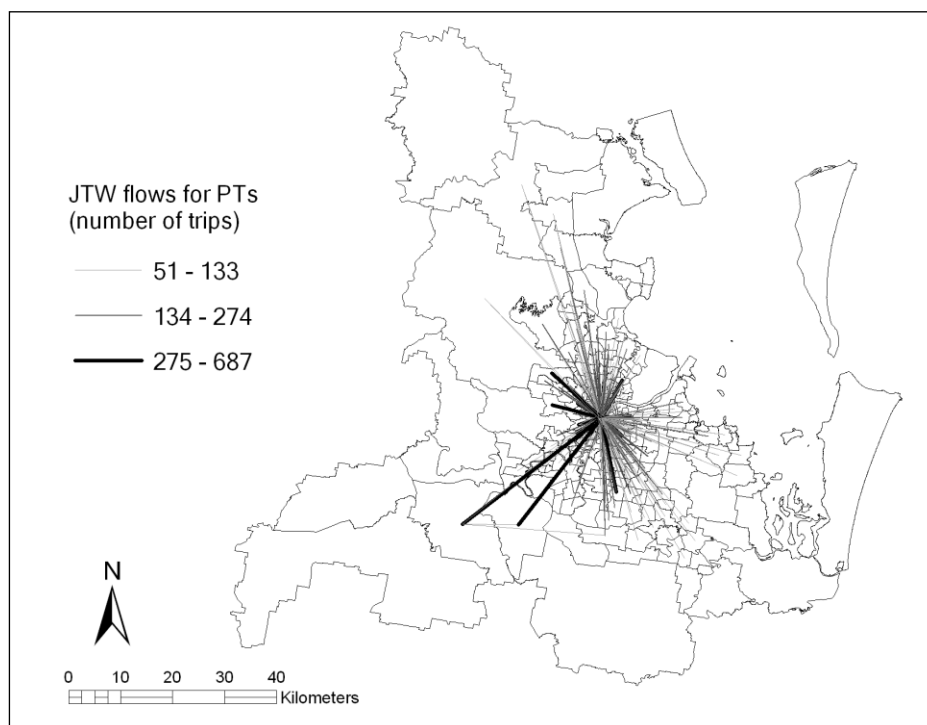 JTW flows for PTs
(number of trips)
51 - 133
134 - 274
275 - 687
N
0 5 10 20 30 40
Kilometers